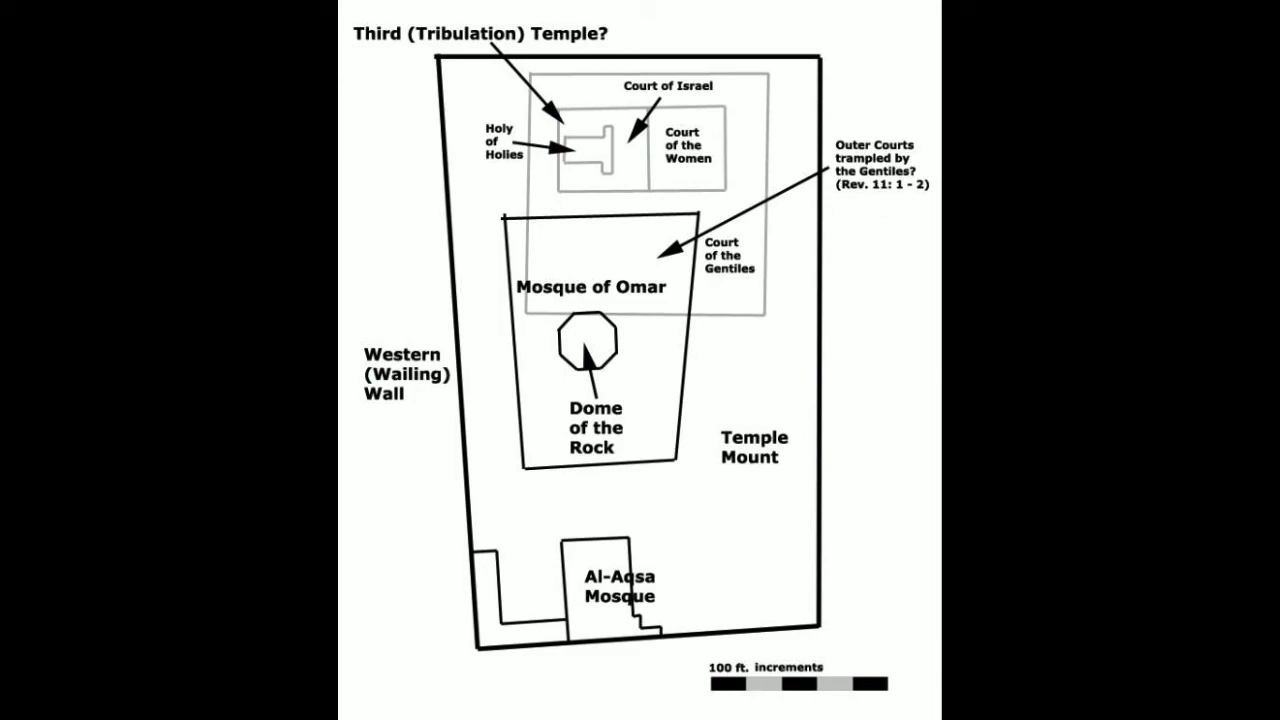 Third (Tribulation) Temple?
Court of Israel
Holy
of
Holies
Court
of the
Women
Outer Courts
trampled by
the Gentiles?
(Rev. 11: 1 - 2)
Court
of the
Gentiles
Mosque of Omar
Western
(Wailing)
Wall
Dome
of the
Rock
Temple
Mount
Al-Aqsa
Mosque
100 ft. increments